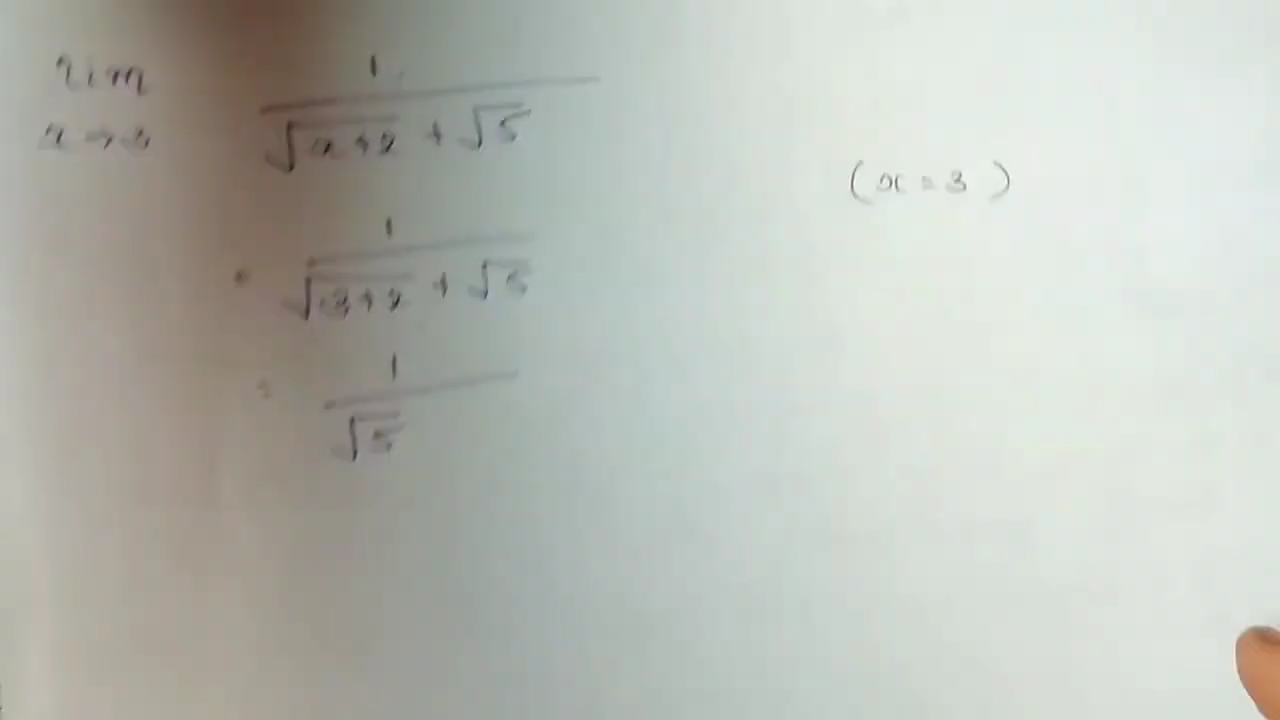 lim x→3 1/(√(x+2) + √5)
(x = 3)
= 1/(√(3+2) + √5)
= 1/√5